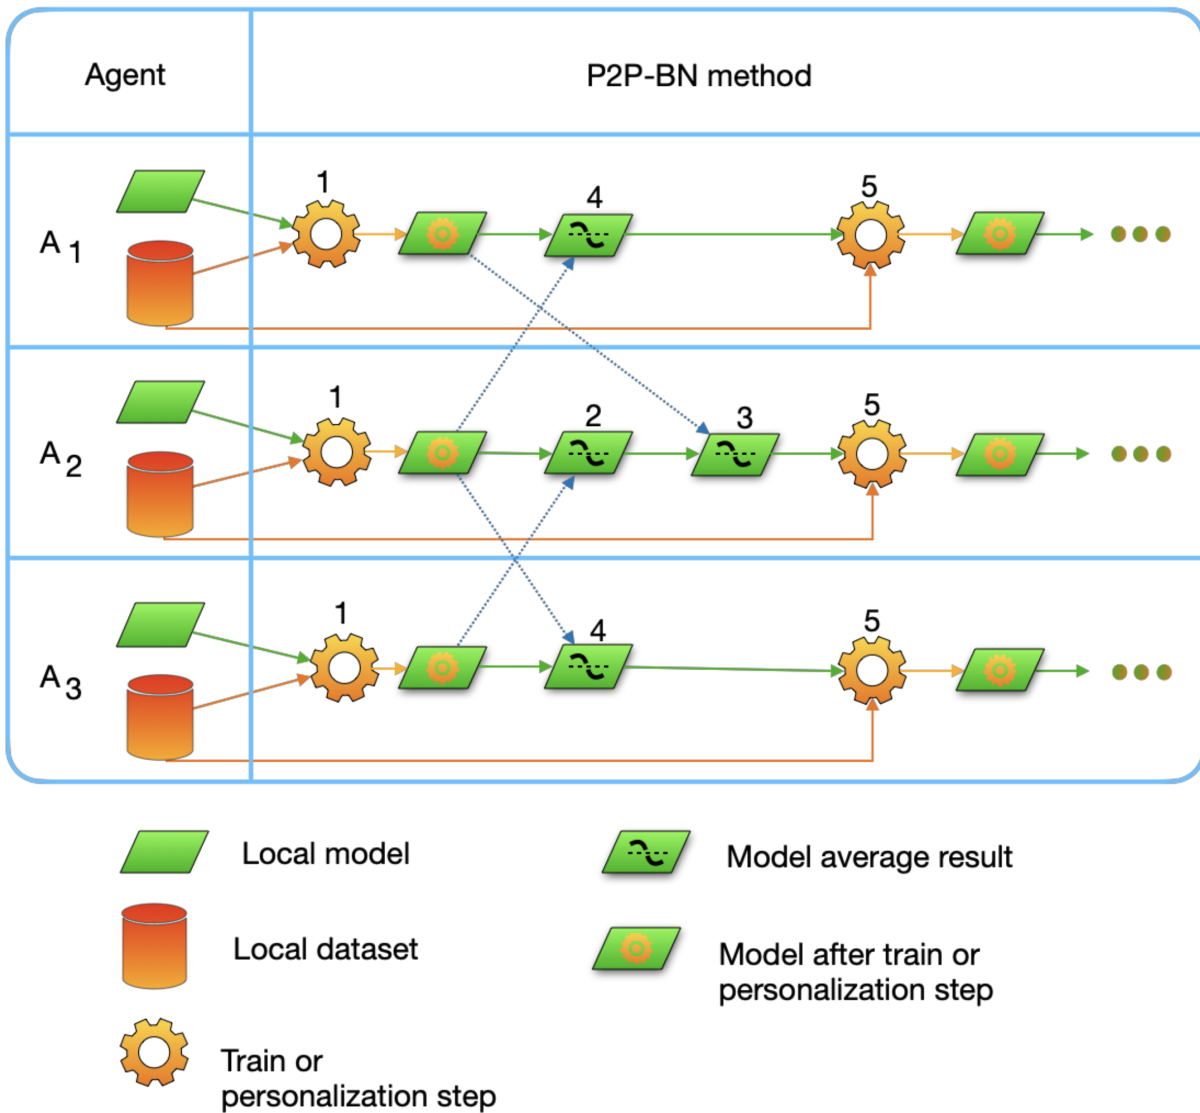 Agent
P2P-BN method
A 1
1
4
5
A 2
1
2
3
5
A 3
1
4
5
Local model
Model average result
Local dataset
Model after train or
personalization step
Train or
personalization step